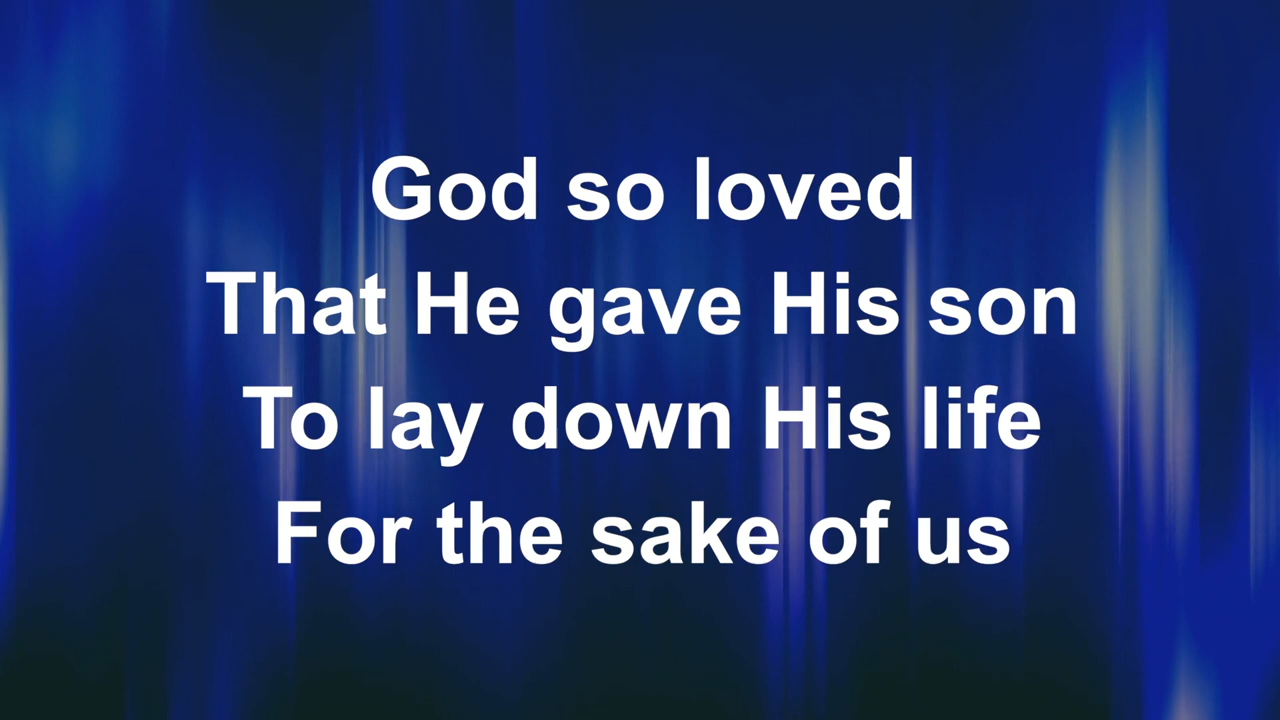 God so loved
That He gave His son
To lay down His life
For the sake of us